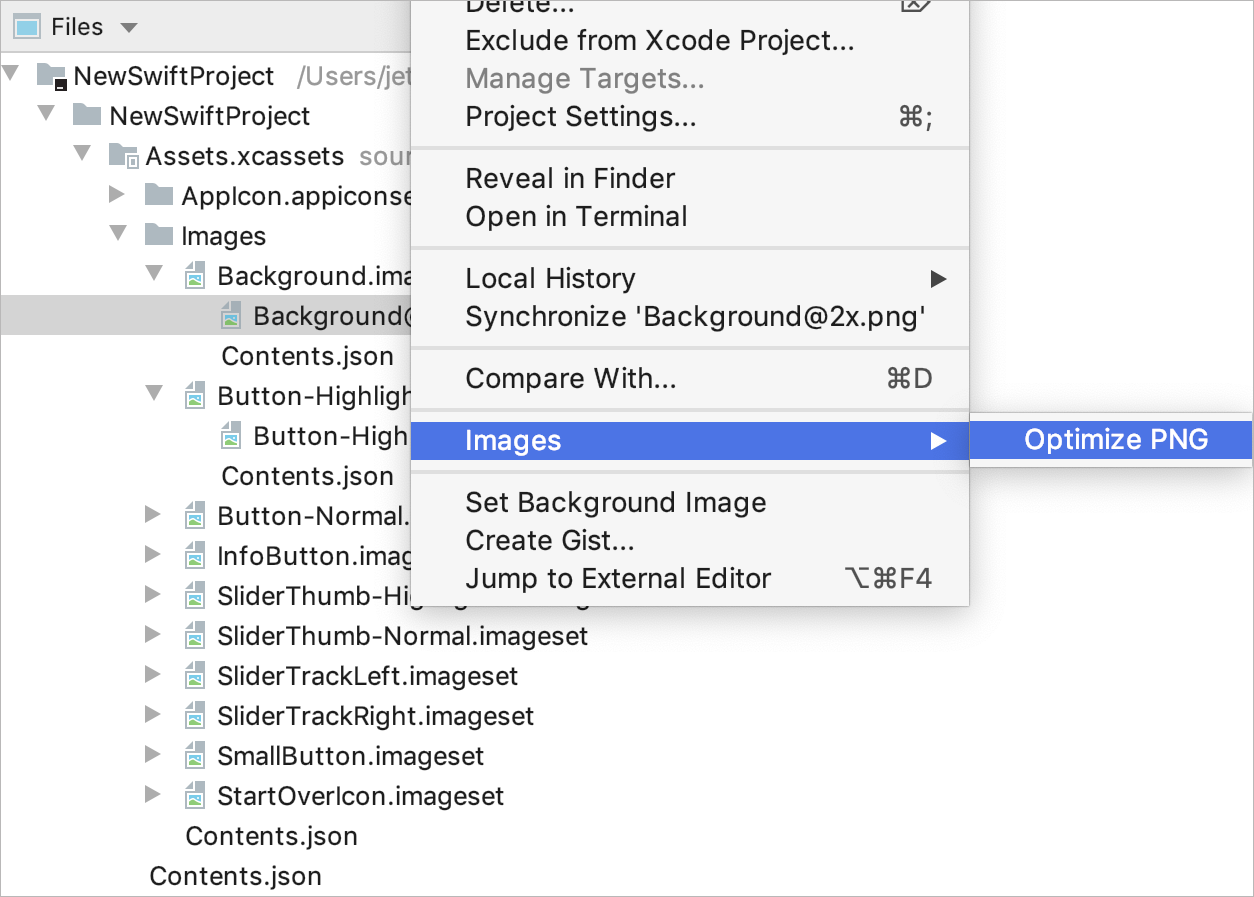 Files
NewSwiftProject /Users/jet
NewSwiftProject
Assets.xcassets sour
AppIcon.appiconse
Images
Background.ima
Background@
Contents.json
Button-Highligh
Button-High
Contents.json
Button-Normal.
InfoButton.imag
SliderThumb-Hig
SliderThumb-Normal.imageset
SliderTrackLeft.imageset
SliderTrackRight.imageset
SmallButton.imageset
StartOverIcon.imageset
Contents.json
Contents.json
Delete...
Exclude from Xcode Project...
Manage Targets...
Project Settings... ⌘;
Reveal in Finder
Open in Terminal
Local History
Synchronize 'Background@2x.png'
Compare With... ⌘D
Images
Optimize PNG
Set Background Image
Create Gist...
Jump to External Editor ⌥⌘F4